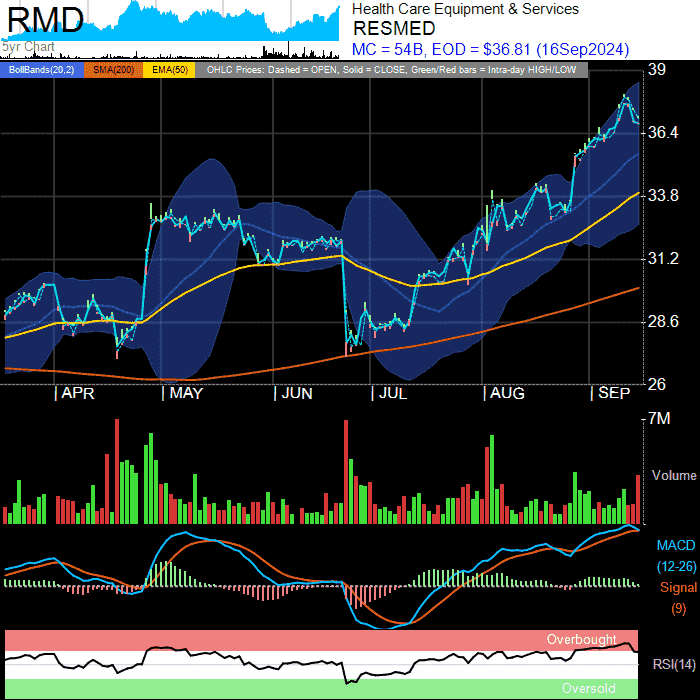 RMD
5yr Chart
Health Care Equipment & Services
RESMED
MC = 54B, EOD = $36.81 (16Sep2024)
BollBands(20,2) SMA(200) EMA(50) OHLC Prices: Dashed = OPEN, Solid = CLOSE, Green/Red bars = Intra-day HIGH/LOW
39
36.4
33.8
31.2
28.6
26
| APR | MAY | JUN | JUL | AUG | SEP
7M
Volume
MACD
(12-26)
Signal
(9)
Overbought
RSI(14)
Oversold